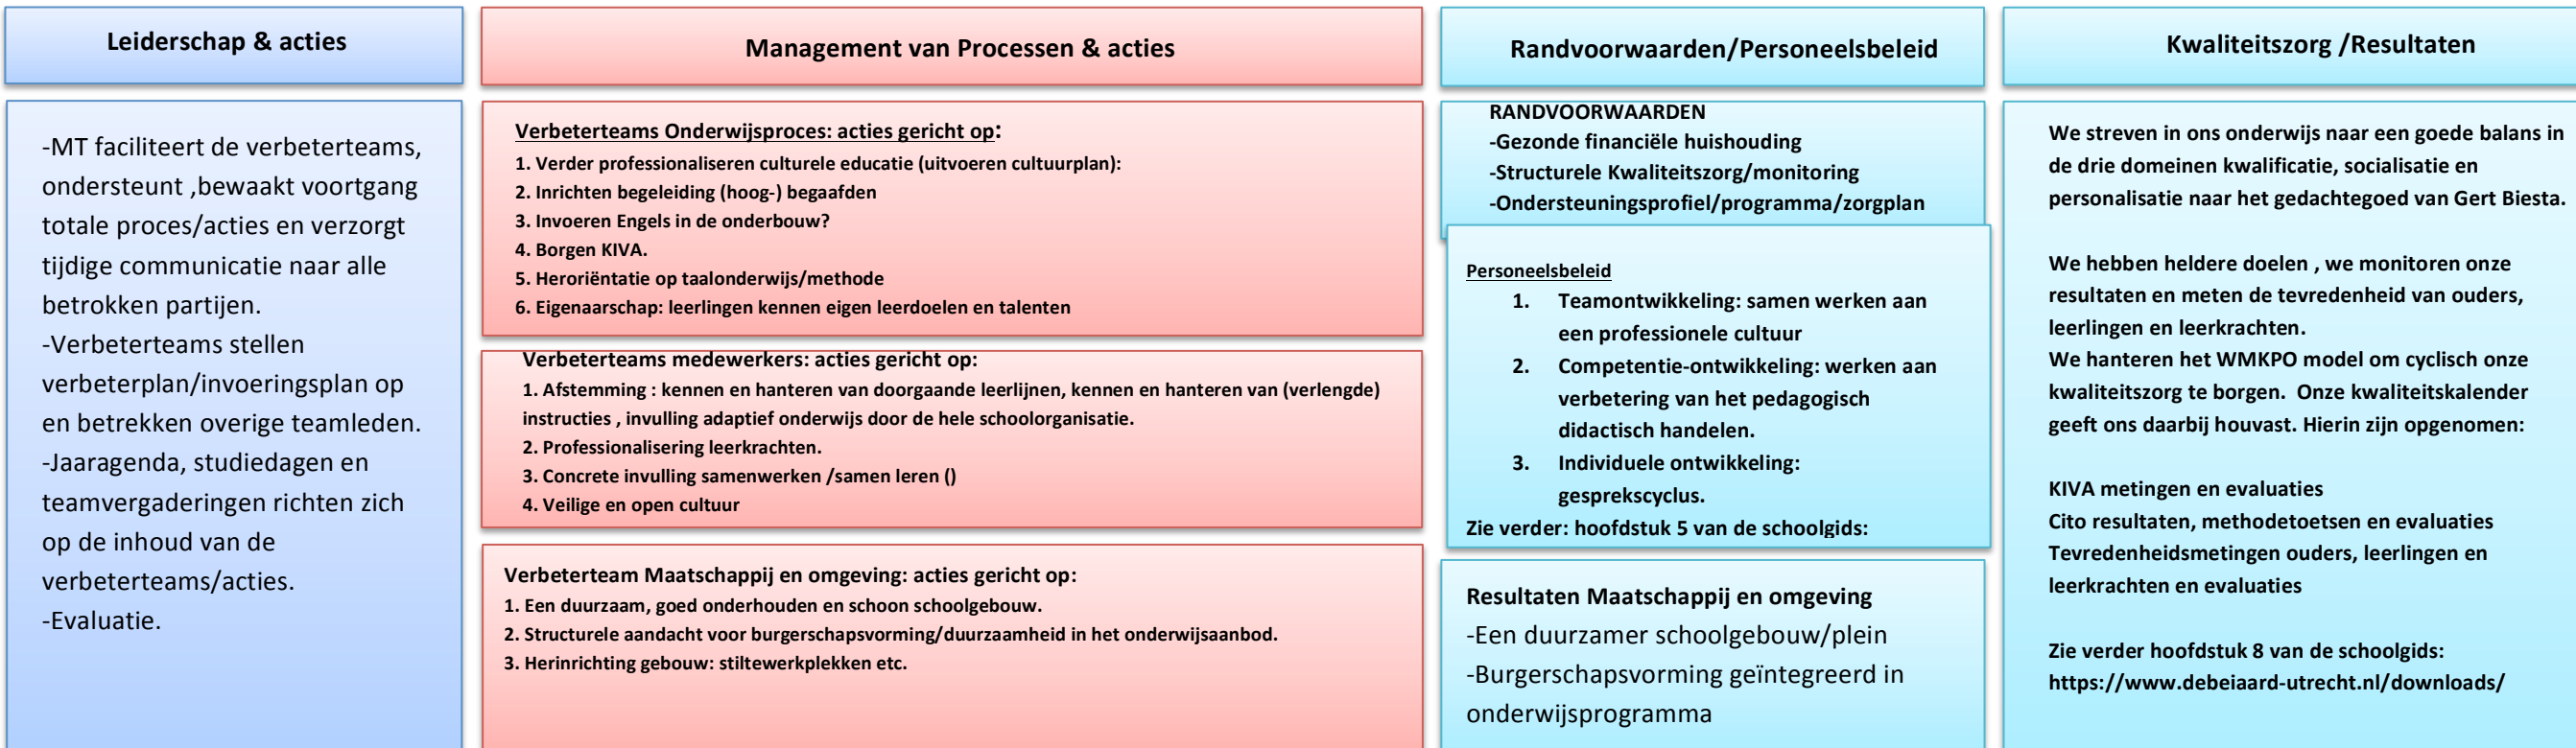 Leiderschap & acties
-MT faciliteert de verbeterteams,
ondersteunt ,bewaakt voortgang
totale proces/acties en verzorgt
tijdige communicatie naar alle
betrokken partijen.
-Verbeterteams stellen
verbeterplan/invoeringsplan op
en betrekken overige teamleden.
-Jaaragenda, studiedagen en
teamvergaderingen richten zich
op de inhoud van de
verbeterteams/acties.
-Evaluatie.
Management van Processen & acties
Verbeterteams Onderwijsproces: acties gericht op:
1. Verder professionaliseren culturele educatie (uitvoeren cultuurplan):
2. Inrichten begeleiding (hoog-) begaafden
3. Invoeren Engels in de onderbouw?
4. Borgen KIVA.
5. Heroriëntatie op taalonderwijs/methode
6. Eigenaarschap: leerlingen kennen eigen leerdoelen en talenten
Verbeterteams medewerkers: acties gericht op:
1. Afstemming : kennen en hanteren van doorgaande leerlijnen, kennen en hanteren van (verlengde)
instructies , invulling adaptief onderwijs door de hele schoolorganisatie.
2. Professionalisering leerkrachten.
3. Concrete invulling samenwerken /samen leren ()
4. Veilige en open cultuur
Verbeterteam Maatschappij en omgeving: acties gericht op:
1. Een duurzaam, goed onderhouden en schoon schoolgebouw.
2. Structurele aandacht voor burgerschapsvorming/duurzaamheid in het onderwijsaanbod.
3. Herinrichting gebouw: stiltewerkplekken etc.
Randvoorwaarden/Personeelsbeleid
RANDVOORWAARDEN
-Gezonde financiële huishouding
-Structurele Kwaliteitszorg/monitoring
-Ondersteuningsprofiel/programma/zorgplan
Personeelsbeleid
1. Teamontwikkeling: samen werken aan
een professionele cultuur
2. Competentie-ontwikkeling: werken aan
verbetering van het pedagogisch
didactisch handelen.
3. Individuele ontwikkeling:
gesprekscyclus.
Zie verder: hoofdstuk 5 van de schoolgids:
Resultaten Maatschappij en omgeving
-Een duurzamer schoolgebouw/plein
-Burgerschapsvorming geïntegreerd in
onderwijsprogramma
Kwaliteitszorg /Resultaten
We streven in ons onderwijs naar een goede balans in
de drie domeinen kwalificatie, socialisatie en
personalisatie naar het gedachtegoed van Gert Biesta.
We hebben heldere doelen , we monitoren onze
resultaten en meten de tevredenheid van ouders,
leerlingen en leerkrachten.
We hanteren het WMKPO model om cyclisch onze
kwaliteitszorg te borgen.  Onze kwaliteitskalender
geeft ons daarbij houvast. Hierin zijn opgenomen:
KIVA metingen en evaluaties
Cito resultaten, methodetoetsen en evaluaties
Tevredenheidsmetingen ouders, leerlingen en
leerkrachten en evaluaties
Zie verder hoofdstuk 8 van de schoolgids:
https://www.debeiaard-utrecht.nl/downloads/